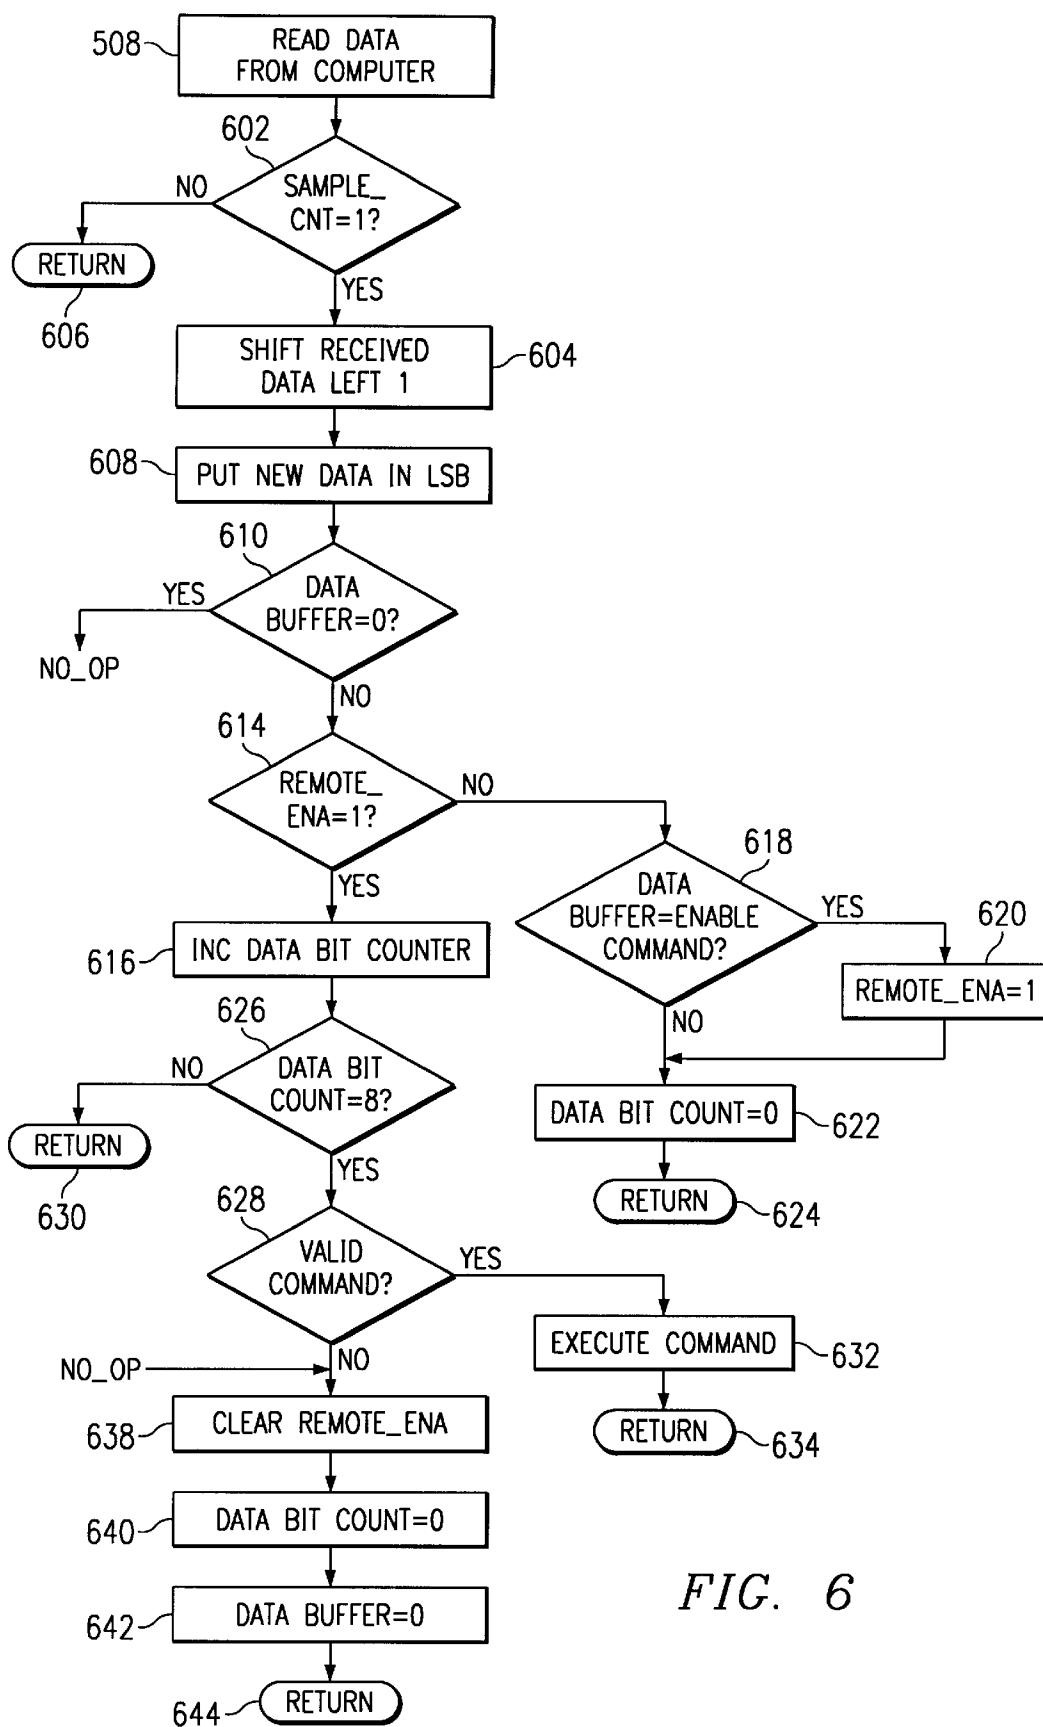 508
READ DATA
FROM COMPUTER
602
SAMPLE_
CNT=1?
NO
RETURN
606
YES
SHIFT RECEIVED
DATA LEFT 1
604
608
PUT NEW DATA IN LSB
610
DATA
BUFFER=0?
YES
NO_OP
NO
614
REMOTE_
ENA=1?
NO
YES
618
DATA
BUFFER=ENABLE
COMMAND?
YES
620
REMOTE_ENA=1
NO
616
INC DATA BIT COUNTER
626
DATA BIT
COUNT=8?
NO
RETURN
630
YES
DATA BIT COUNT=0
622
RETURN
624
628
VALID
COMMAND?
YES
EXECUTE COMMAND
632
RETURN
634
NO
NO_OP
CLEAR REMOTE_ENA
638
DATA BIT COUNT=0
640
DATA BUFFER=0
642
RETURN
644
FIG. 6